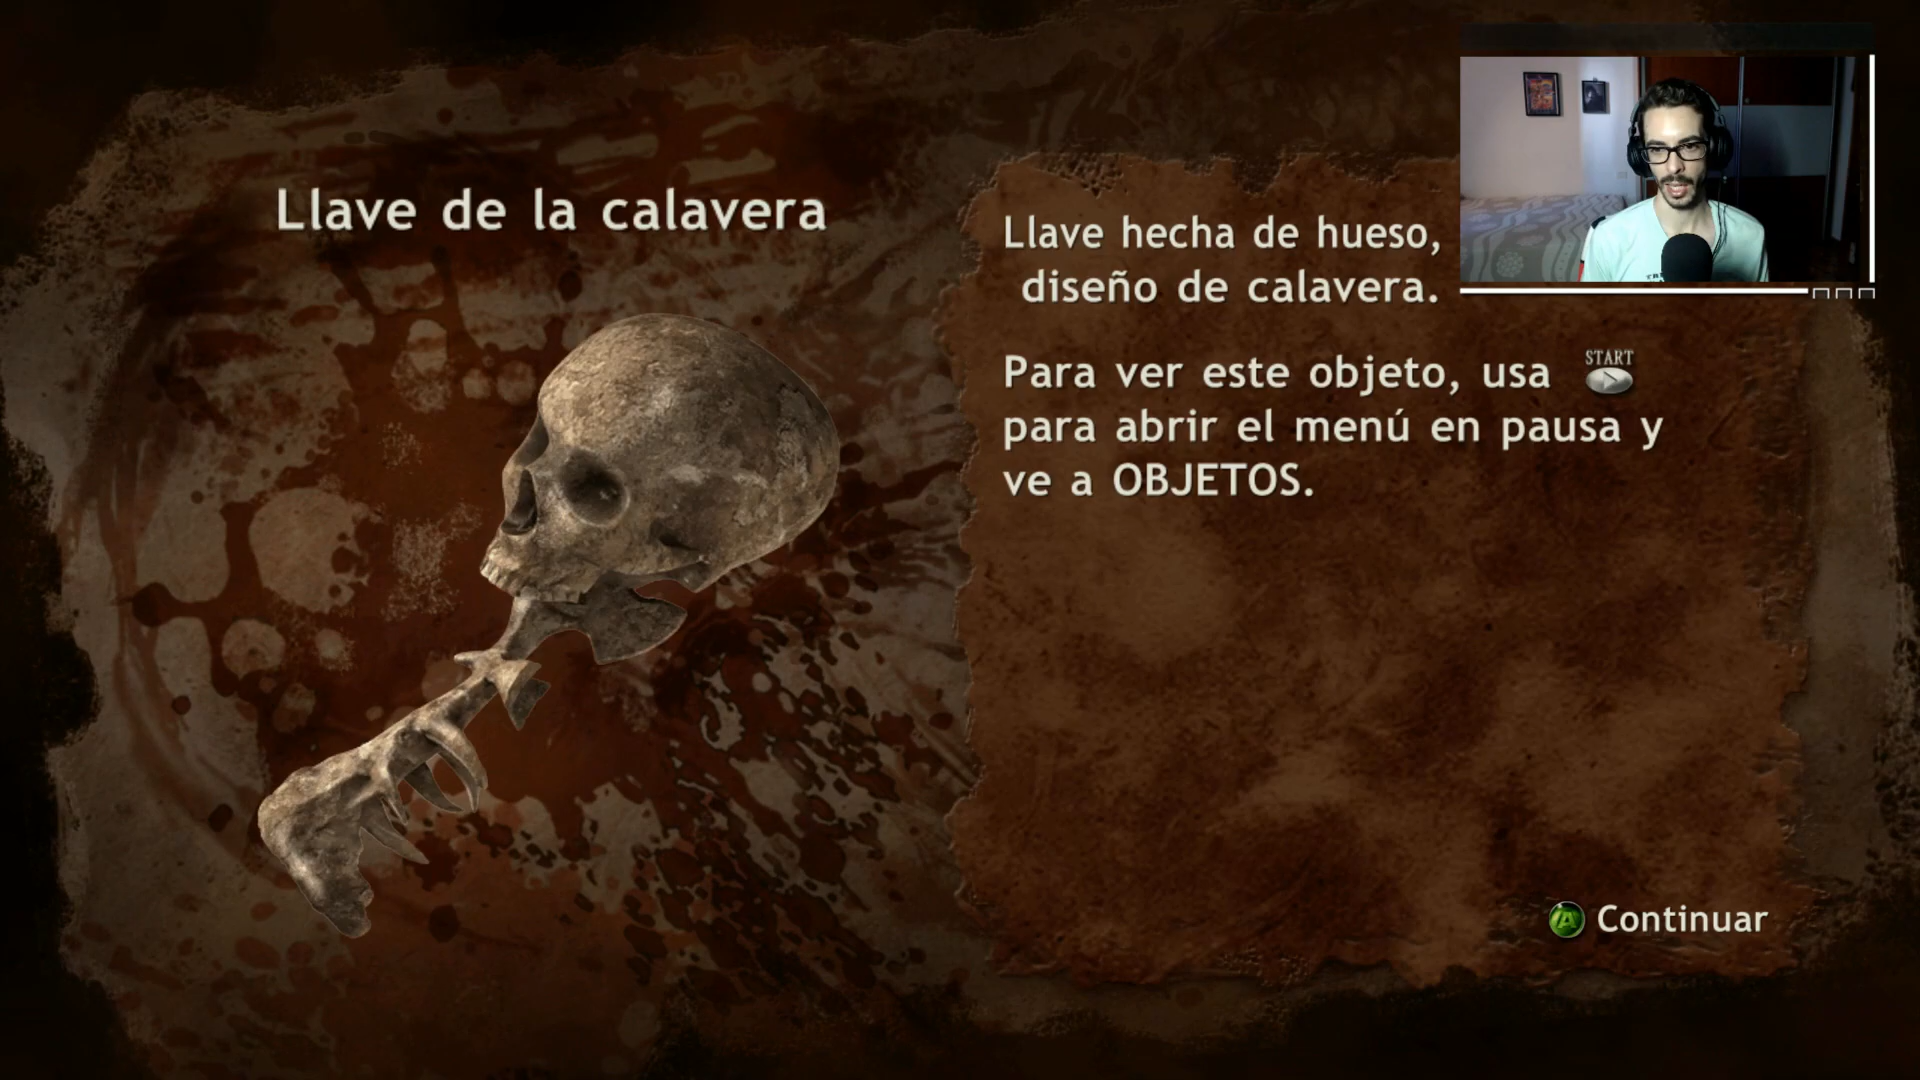 Llave de la calavera
Llave hecha de hueso,
diseño de calavera.
Para ver este objeto, usa START
para abrir el menú en pausa y
ve a OBJETOS.
A Continuar